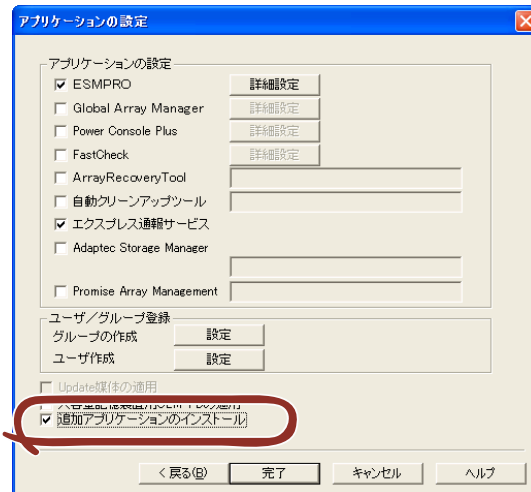 アプリケーションの設定
アプリケーションの設定
ESMPRO 詳細設定
Global Array Manager 詳細設定
Power Console Plus 詳細設定
FastCheck 詳細設定
ArrayRecoveryTool
自動クリーンアップツール
エクスプレス通報サービス
Adaptec Storage Manager
Promise Array Management
ユーザ/グループ登録
グループの作成 設定
ユーザ作成 設定
Update媒体の適用
追加アプリケーションのインストール
< 戻る(B) 完了 キャンセル ヘルプ